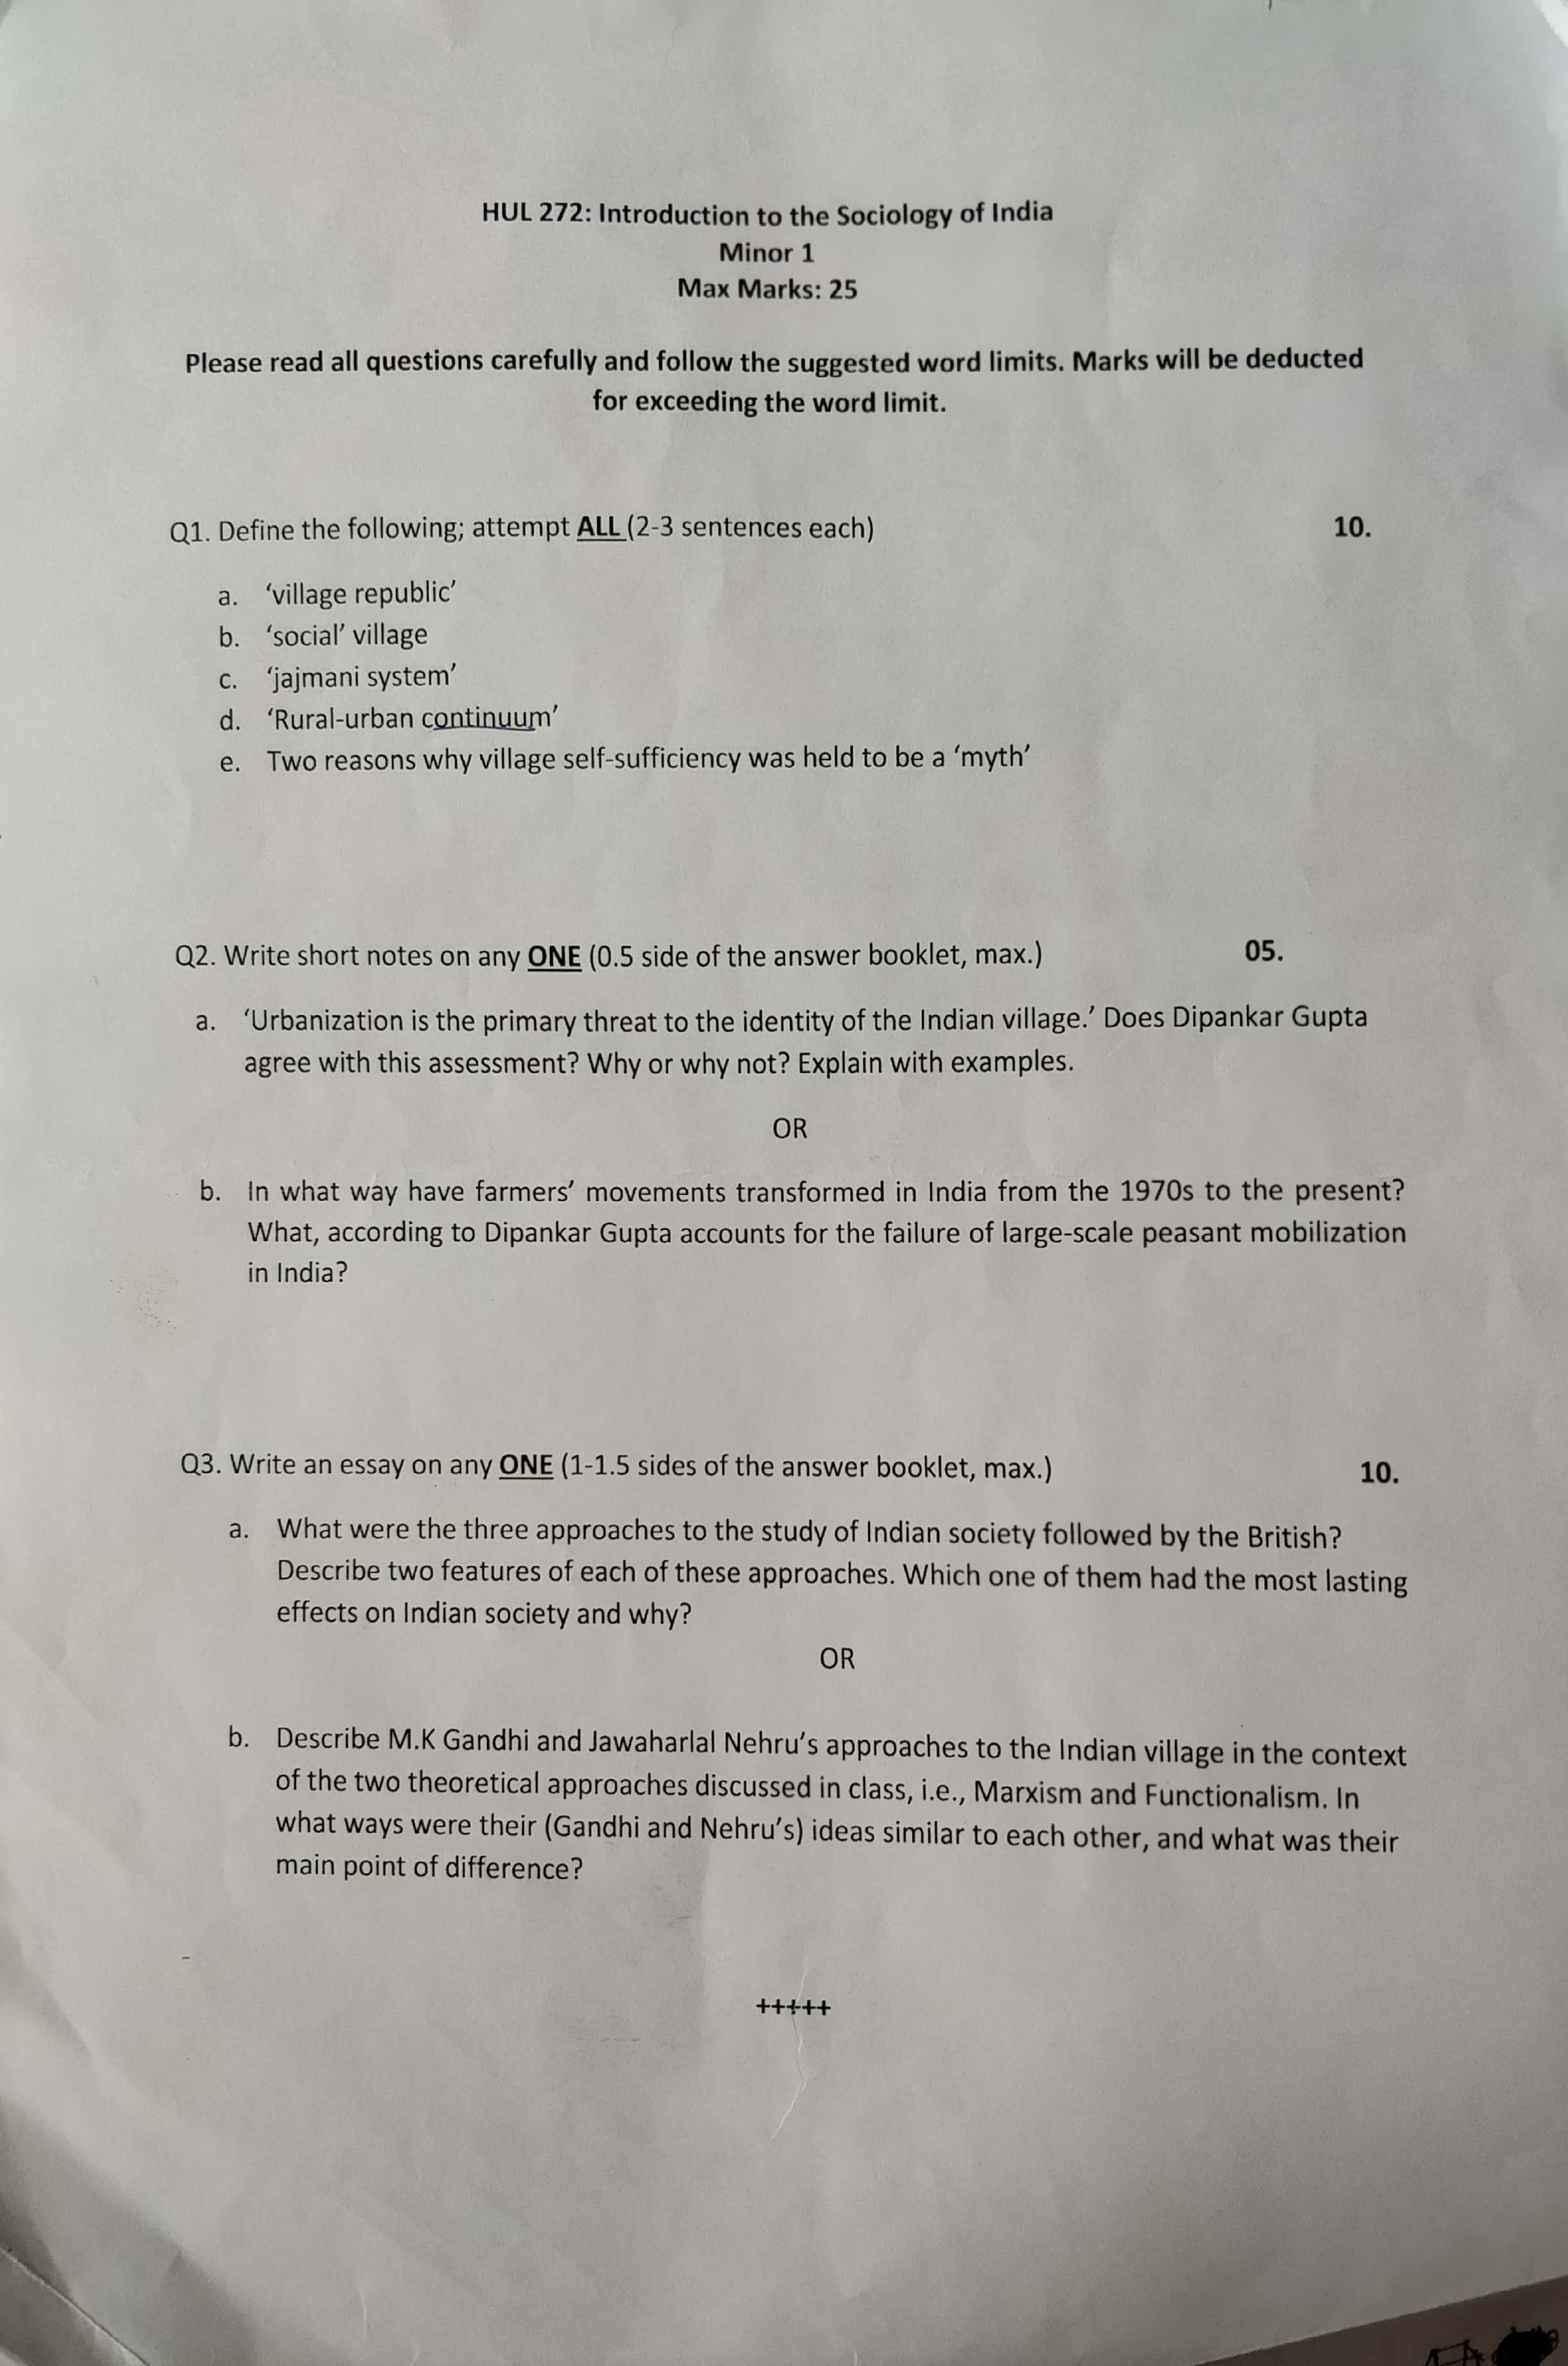 HUL 272: Introduction to the Sociology of India
Minor 1
Max Marks: 25
Please read all questions carefully and follow the suggested word limits. Marks will be deducted
for exceeding the word limit.
Q1. Define the following; attempt ALL (2-3 sentences each) 10.
a. ‘village republic’
b. ‘social’ village
c. ‘jajmani system’
d. ‘Rural-urban continuum’
e. Two reasons why village self-sufficiency was held to be a ‘myth’
Q2. Write short notes on any ONE (0.5 side of the answer booklet, max.) 05.
a. ‘Urbanization is the primary threat to the identity of the Indian village.’ Does Dipankar Gupta
agree with this assessment? Why or why not? Explain with examples.
OR
b. In what way have farmers’ movements transformed in India from the 1970s to the present?
What, according to Dipankar Gupta accounts for the failure of large-scale peasant mobilization
in India?
Q3. Write an essay on any ONE (1-1.5 sides of the answer booklet, max.) 10.
a. What were the three approaches to the study of Indian society followed by the British?
Describe two features of each of these approaches. Which one of them had the most lasting
effects on Indian society and why?
OR
b. Describe M.K Gandhi and Jawaharlal Nehru’s approaches to the Indian village in the context
of the two theoretical approaches discussed in class, i.e., Marxism and Functionalism. In
what ways were their (Gandhi and Nehru’s) ideas similar to each other, and what was their
main point of difference?
+++++